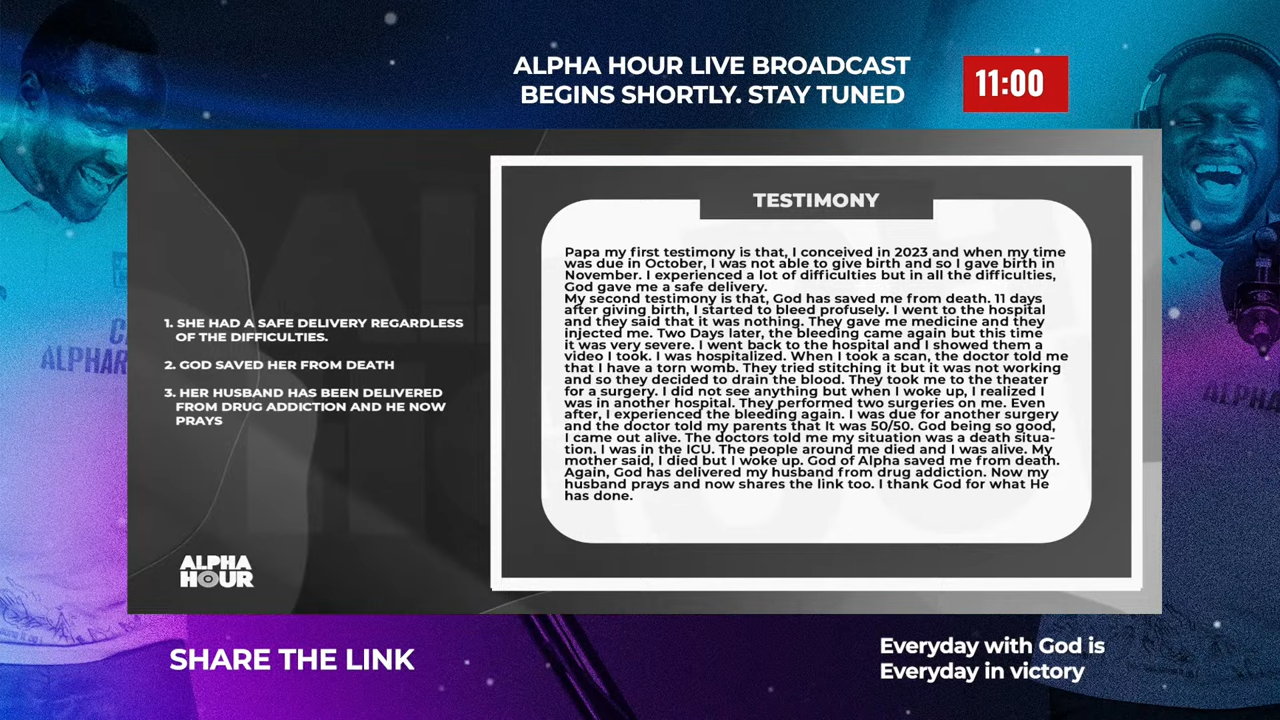 ALPHA HOUR LIVE BROADCAST
BEGINS SHORTLY. STAY TUNED
11:00
TESTIMONY
Papa my first testimony is that, I conceived in 2023 and when my time
was due in October, I was not able to give birth and so I gave birth in
November. I experienced a lot of difficulties but in all the difficulties,
God gave me a safe delivery.
My second testimony is that, God has saved me from death. 11 days
after giving birth, I started to bleed profusely. I went to the hospital
and they said that it was nothing. They gave me medicine and they
injected me. Two Days later, the bleeding came again but this time
it was very severe. I went back to the hospital and I showed them a
video I took. I was hospitalized. When I took a scan, the doctor told me
that I have a torn womb. They tried stitching it but it was not working
and so they decided to drain the blood. They took me to the theater
for a surgery. I did not see anything but when I woke up, I realized I
was in another hospital. They performed two surgeries on me. Even
after, I experienced the bleeding again. I was due for another surgery
and the doctor told my parents that It was 50/50. God being so good,
I came out alive. The doctors told me my situation was a death situa-
tion. I was in the ICU. The people around me died and I was alive. My
mother said, I died but I woke up. God of Alpha saved me from death.
Again, God has delivered my husband from drug addiction. Now my
husband prays and now shares the link too. I thank God for what He
has done.
1. SHE HAD A SAFE DELIVERY REGARDLESS
OF THE DIFFICULTIES.
2. GOD SAVED HER FROM DEATH
3. HER HUSBAND HAS BEEN DELIVERED
FROM DRUG ADDICTION AND HE NOW
PRAYS
ALPHA
HOUR
SHARE THE LINK
Everyday with God is
Everyday in victory